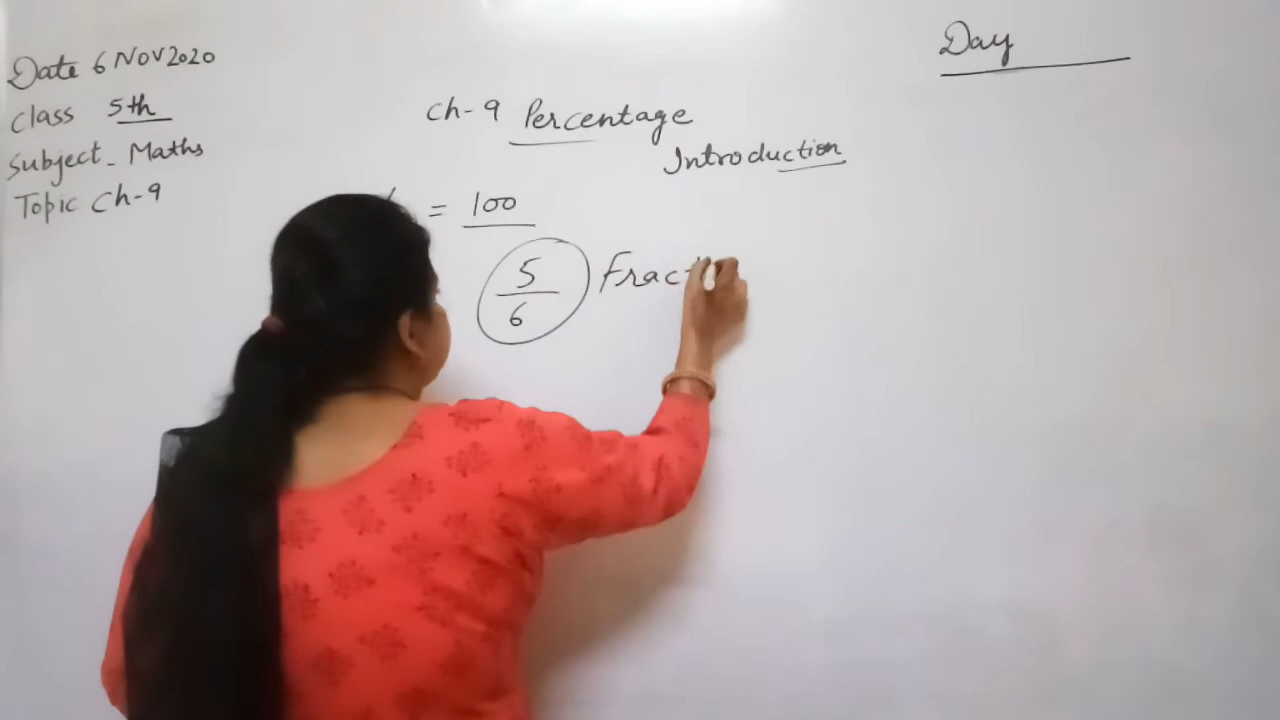 Date 6 Nov 2020
Day
Class 5th
Subject - Maths
Topic Ch-9
Ch-9 Percentage
Introduction
= 100
5
6
Fract